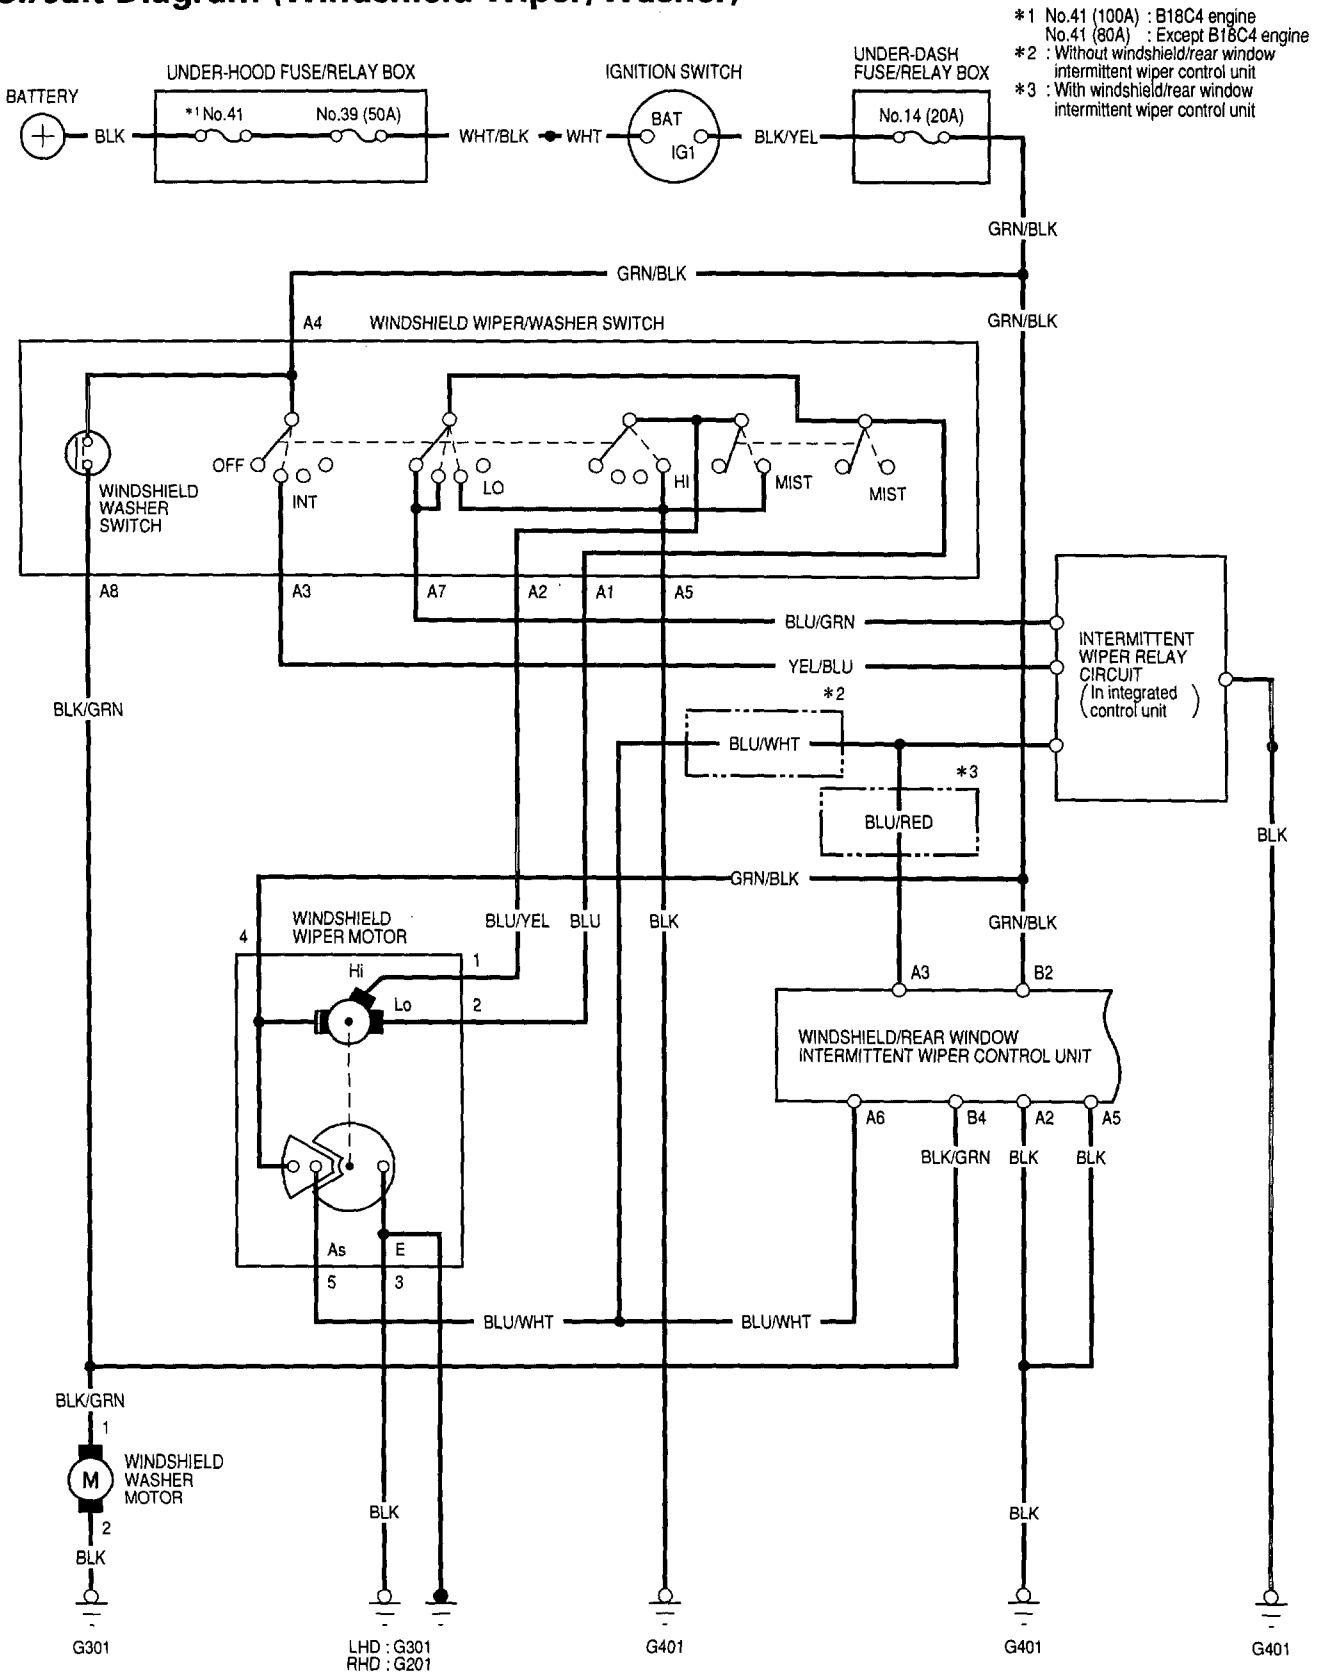 Circuit Diagram (Windshield Wiper/Washer)
*1 No.41 (100A) : B18C4 engine
No.41 (80A) : Except B18C4 engine
*2 : Without windshield/rear window
intermittent wiper control unit
*3 : With windshield/rear window
intermittent wiper control unit
BATTERY
UNDER-HOOD FUSE/RELAY BOX
IGNITION SWITCH
UNDER-DASH
FUSE/RELAY BOX
+
BLK
*1 No.41
No.39 (50A)
WHT/BLK
WHT
BAT
IG1
BLK/YEL
No.14 (20A)
GRN/BLK
GRN/BLK
GRN/BLK
A4
WINDSHIELD WIPER/WASHER SWITCH
OFF
INT
LO
HI
MIST
MIST
WINDSHIELD
WASHER
SWITCH
A8
A3
A7
A2
A1
A5
BLU/GRN
YEL/BLU
INTERMITTENT
WIPER RELAY
CIRCUIT
(In integrated
control unit)
BLK/GRN
*2
BLU/WHT
*3
BLU/RED
BLK
GRN/BLK
WINDSHIELD
WIPER MOTOR
4
BLU/YEL
BLU
BLK
GRN/BLK
1
Hi
Lo
2
A3
B2
WINDSHIELD/REAR WINDOW
INTERMITTENT WIPER CONTROL UNIT
A6
B4
A2
A5
BLK/GRN
BLK
BLK
As
E
5
3
BLU/WHT
BLU/WHT
BLK/GRN
1
M
WINDSHIELD
WASHER
MOTOR
2
BLK
BLK
BLK
G301
LHD : G301
RHD : G201
G401
G401
G401